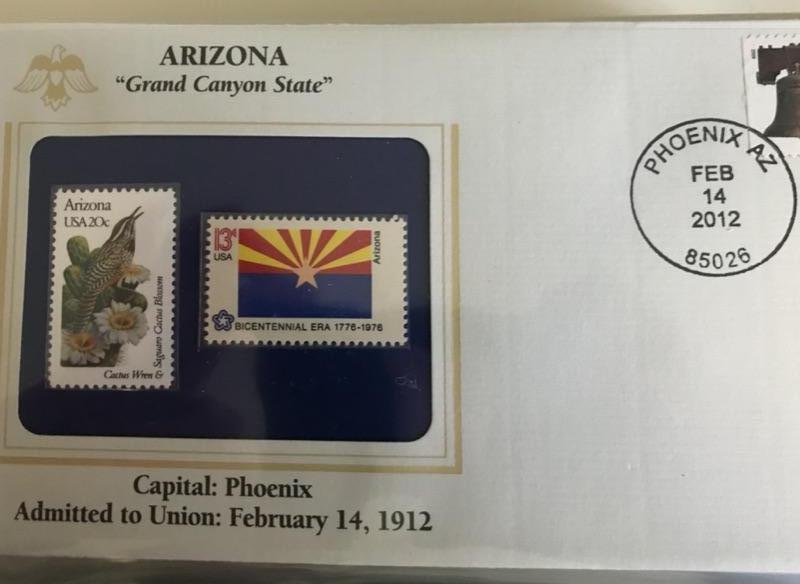 ARIZONA
"Grand Canyon State"
PHOENIX AZ
FEB
14
2012
85026
Arizona
USA 20c
Saguaro Cactus Blossom
Cactus Wren &
13c
USA
Arizona
BICENTENNIAL ERA 1776-1976
Capital: Phoenix
Admitted to Union: February 14, 1912